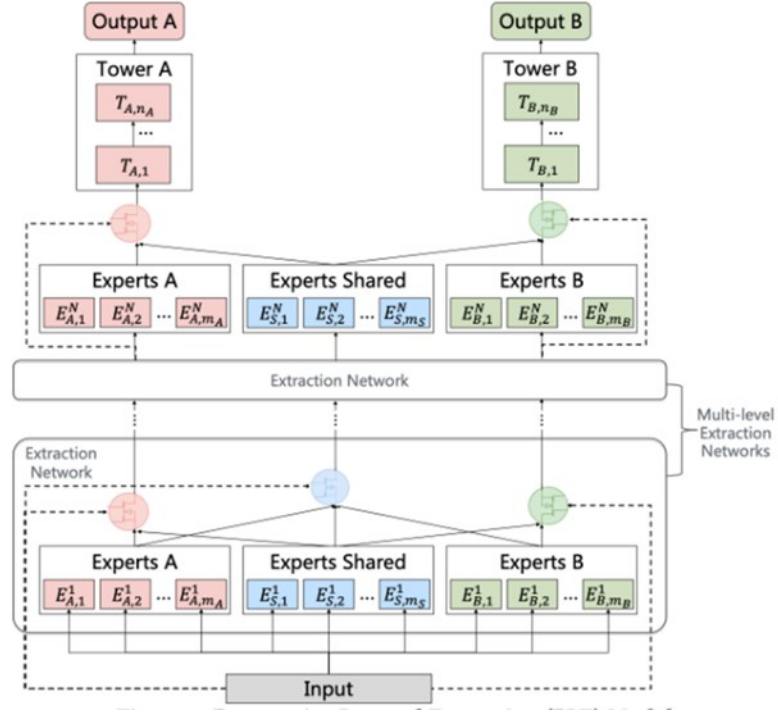 Output A Output B
Tower A Tower B
T_{A,n_A} T_{B,n_B}
... ...
T_{A,1} T_{B,1}
Experts A Experts Shared Experts B
E^N_{A,1} E^N_{A,2} ... E^N_{A,m_A} E^N_{S,1} E^N_{S,2} ... E^N_{S,m_S} E^N_{B,1} E^N_{B,2} ... E^N_{B,m_B}
Extraction Network
... ... ...
Multi-level
Extraction
Networks
Extraction
Network
Experts A Experts Shared Experts B
E^1_{A,1} E^1_{A,2} ... E^1_{A,m_A} E^1_{S,1} E^1_{S,2} ... E^1_{S,m_S} E^1_{B,1} E^1_{B,2} ... E^1_{B,m_B}
Input